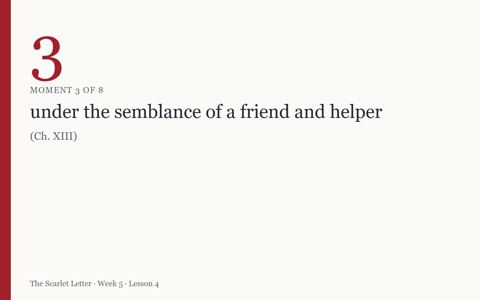 3
MOMENT 3 OF 8
under the semblance of a friend and helper
(Ch. XIII)
The Scarlet Letter · Week 5 · Lesson 4